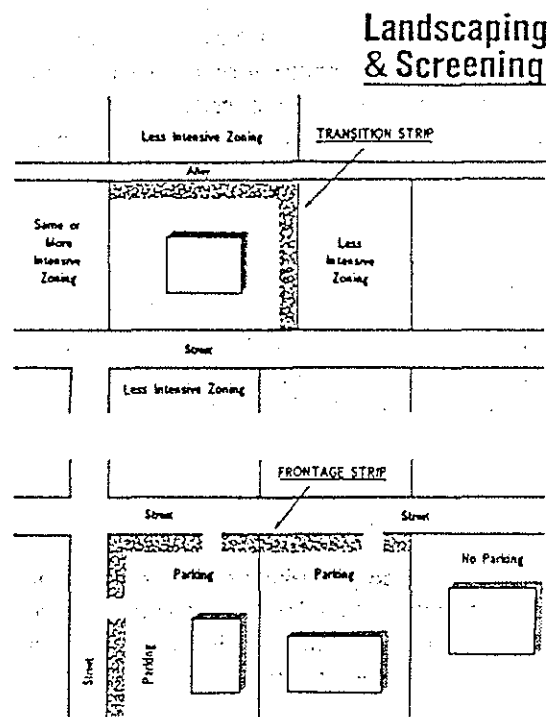 Landscaping
& Screening
Less Intensive Zoning
TRANSITION STRIP
Alley
Same or
More
Intensive
Zoning
Less
Intensive
Zoning
Street
Less Intensive Zoning
FRONTAGE STRIP
Street
Street
Parking
Parking
No Parking
Parking
Street